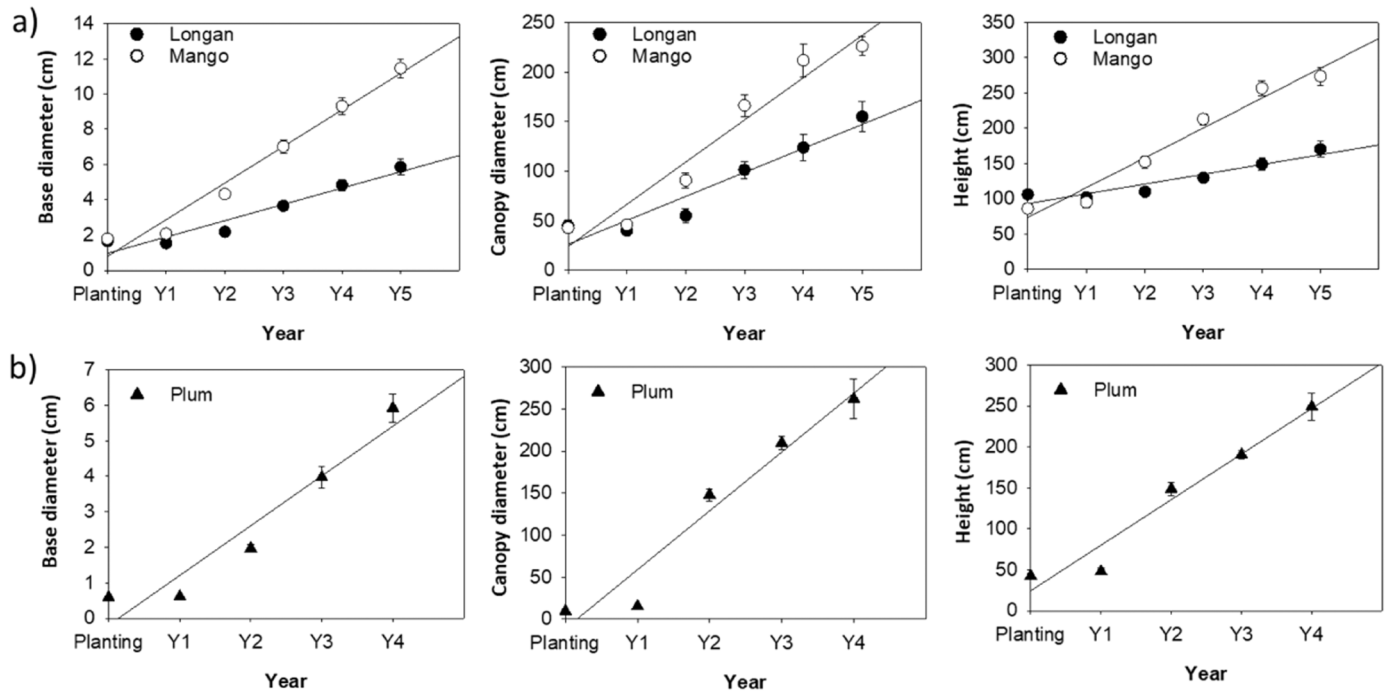 a)
Base diameter (cm)
14
12
10
8
6
4
2
0
Longan
Mango
Planting Y1 Y2 Y3 Y4 Y5
Year
Canopy diameter (cm)
250
200
150
100
50
0
Longan
Mango
Planting Y1 Y2 Y3 Y4 Y5
Year
Height (cm)
350
300
250
200
150
100
50
0
Longan
Mango
Planting Y1 Y2 Y3 Y4 Y5
Year
b)
Base diameter (cm)
7
6
5
4
3
2
1
0
Plum
Planting Y1 Y2 Y3 Y4
Year
Canopy diameter (cm)
300
250
200
150
100
50
0
Plum
Planting Y1 Y2 Y3 Y4
Year
Height (cm)
300
250
200
150
100
50
0
Plum
Planting Y1 Y2 Y3 Y4
Year